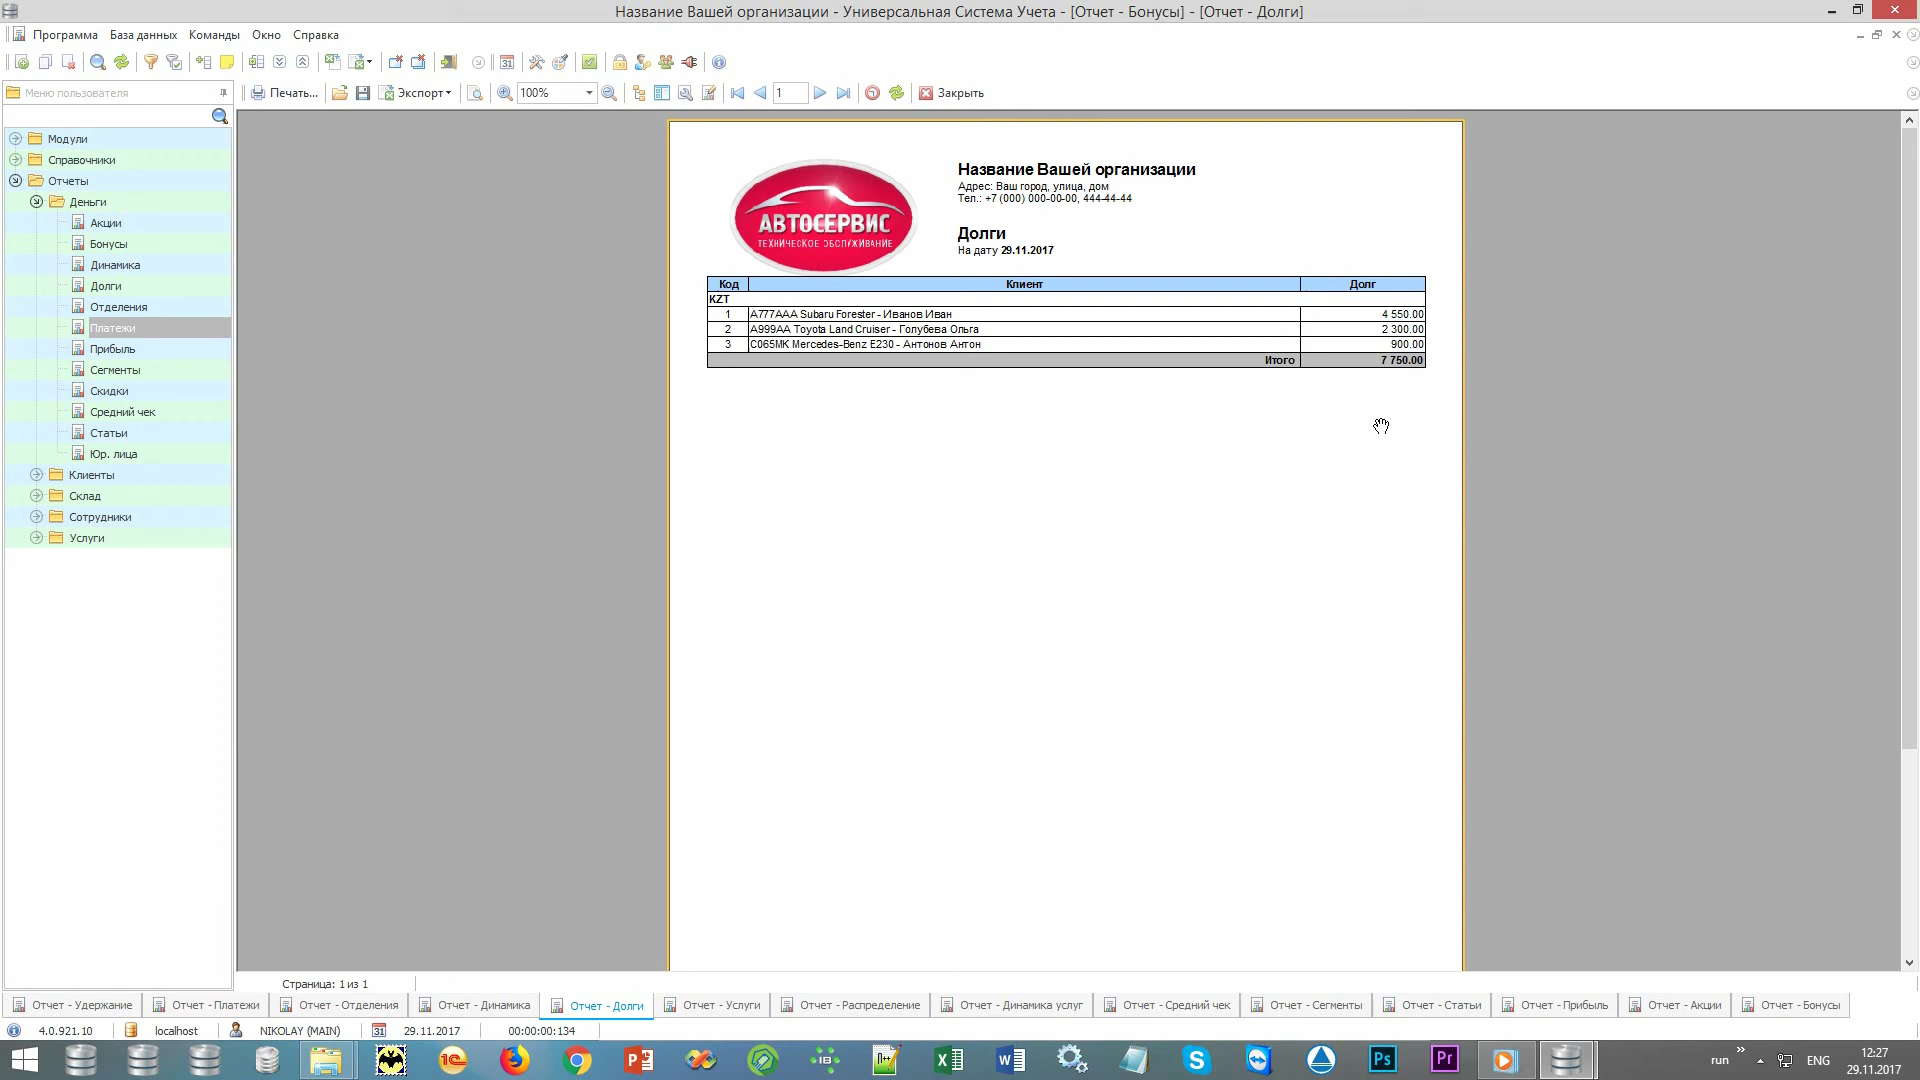 Название Вашей организации - Универсальная Система Учета - [Отчет - Бонусы] - [Отчет - Долги]
Программа База данных Команды Окно Справка
Меню пользователя
Печать... Экспорт 100% 1 Закрыть
Модули
Справочники
Отчеты
Деньги
Акции
Бонусы
Динамика
Долги
Отделения
Платежи
Прибыль
Сегменты
Скидки
Средний чек
Статьи
Юр. лица
Клиенты
Склад
Сотрудники
Услуги
АВТОСЕРВИС
ТЕХНИЧЕСКОЕ ОБСЛУЖИВАНИЕ
Название Вашей организации
Адрес: Ваш город, улица, дом
Тел.: +7 (000) 000-00-00, 444-44-44
Долги
На дату 29.11.2017
Код Клиент Долг
KZT
1 A777AAA Subaru Forester - Иванов Иван 4 550.00
2 A999AA Toyota Land Cruiser - Голубева Ольга 2 300.00
3 C065MK Mercedes-Benz E230 - Антонов Антон 900.00
Итого 7 750.00
Страница: 1 из 1
Отчет - Удержание Отчет - Платежи Отчет - Отделения Отчет - Динамика Отчет - Долги Отчет - Услуги Отчет - Распределение Отчет - Динамика услуг Отчет - Средний чек Отчет - Сегменты Отчет - Статьи Отчет - Прибыль Отчет - Акции Отчет - Бонусы
4.0.921.10 localhost NIKOLAY (MAIN) 31 29.11.2017 00:00:00:134
run ENG 12:27
29.11.2017